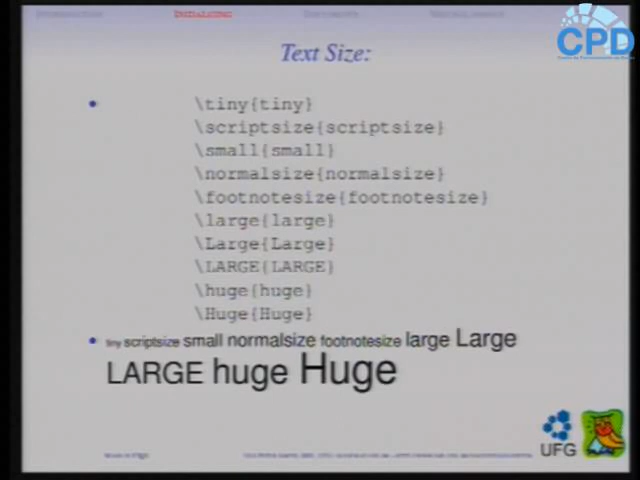 INITIALIZING
CPD
Text Size:
\tiny{tiny}
\scriptsize{scriptsize}
\small{small}
\normalsize{normalsize}
\footnotesize{footnotesize}
\large{large}
\Large{Large}
\LARGE{LARGE}
\huge{huge}
\Huge{Huge}
tiny scriptsize small normalsize footnotesize large Large
LARGE huge Huge
UFG